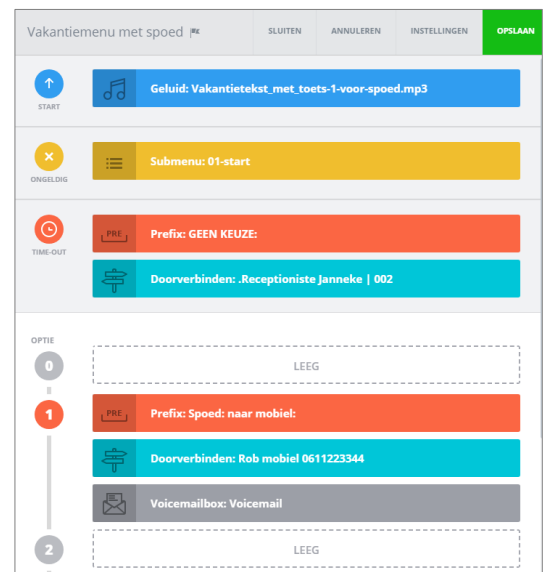 Vakantiemenu met spoed
SLUITEN
ANNULEREN
INSTELLINGEN
OPSLAAN
START
Geluid: Vakantietekst_met_toets-1-voor-spoed.mp3
ONGELDIG
Submenu: 01-start
TIME-OUT
PRE
Prefix: GEEN KEUZE:
Doorverbinden: .Receptioniste Janneke | 002
OPTIE
0
LEEG
1
PRE
Prefix: Spoed: naar mobiel:
Doorverbinden: Rob mobiel 0611223344
Voicemailbox: Voicemail
2
LEEG